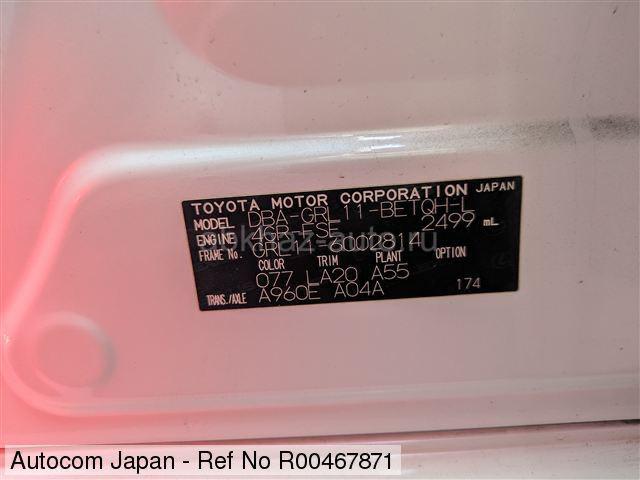 TOYOTA MOTOR CORPORATION JAPAN
MODEL DBA-GRL11-BETQH-L
ENGINE 4GR-FSE 2499 mL
FRAME No. GRL11-6002814
COLOR TRIM PLANT OPTION
077 LA20 A55
TRANS./AXLE A960E A04A 174
Autocom Japan - Ref No R00467871